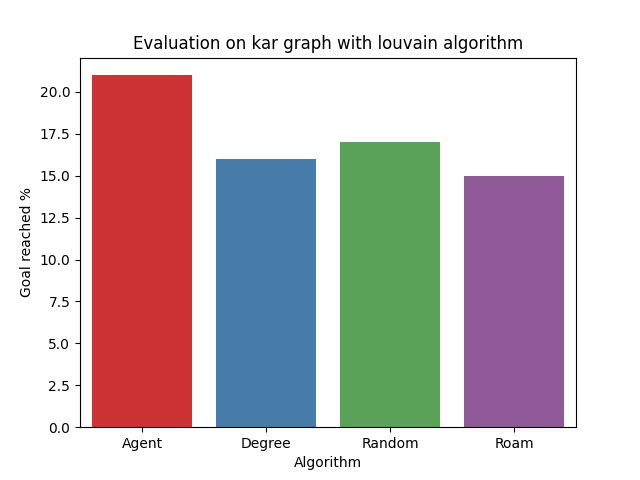 Evaluation on kar graph with louvain algorithm
20.0
17.5
15.0
12.5
10.0
7.5
5.0
2.5
0.0
Goal reached %
Agent Degree Random Roam
Algorithm